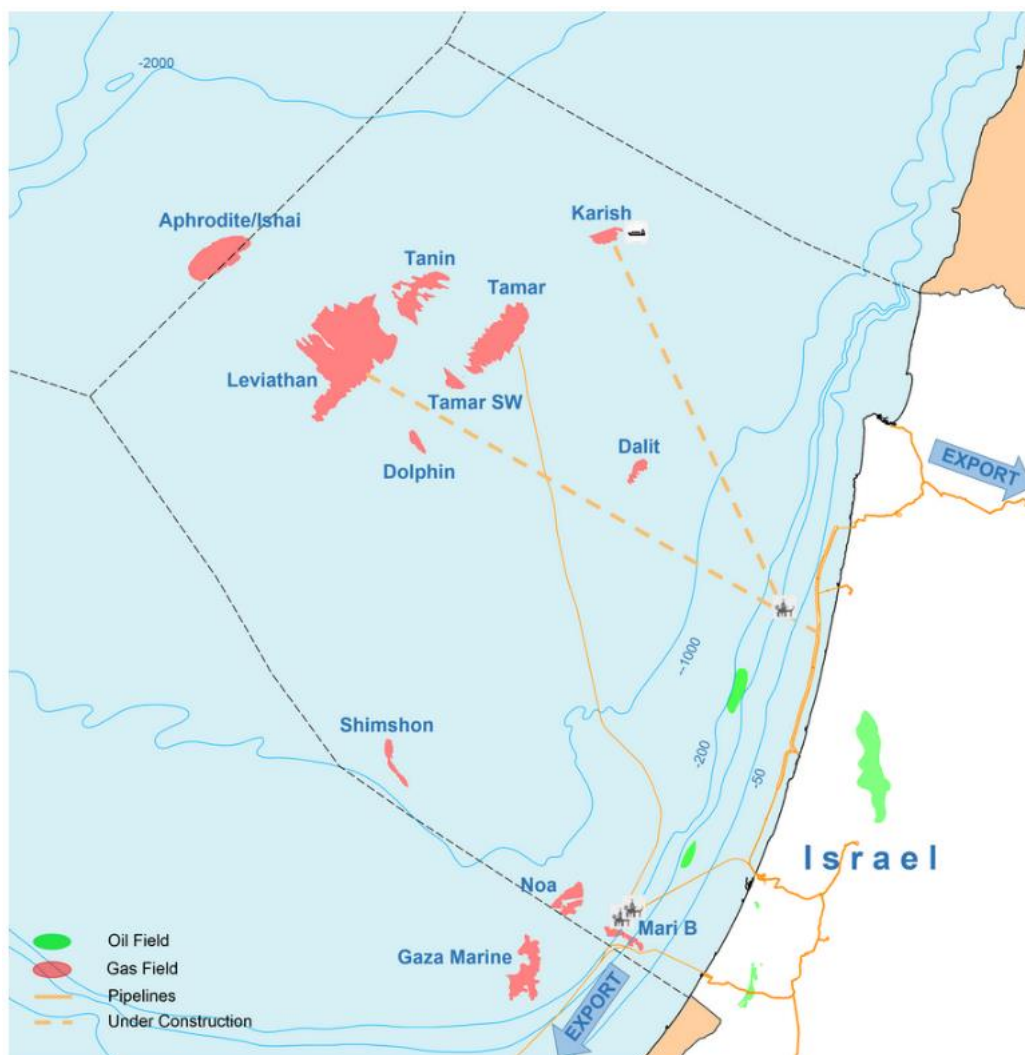 -2000
Aphrodite/Ishai
Karish
Tanin
Tamar
Leviathan
Tamar SW
Dolphin
Dalit
EXPORT
--1000
Shimshon
-200
-50
Israel
Noa
Mari B
Gaza Marine
EXPORT
Oil Field
Gas Field
Pipelines
Under Construction